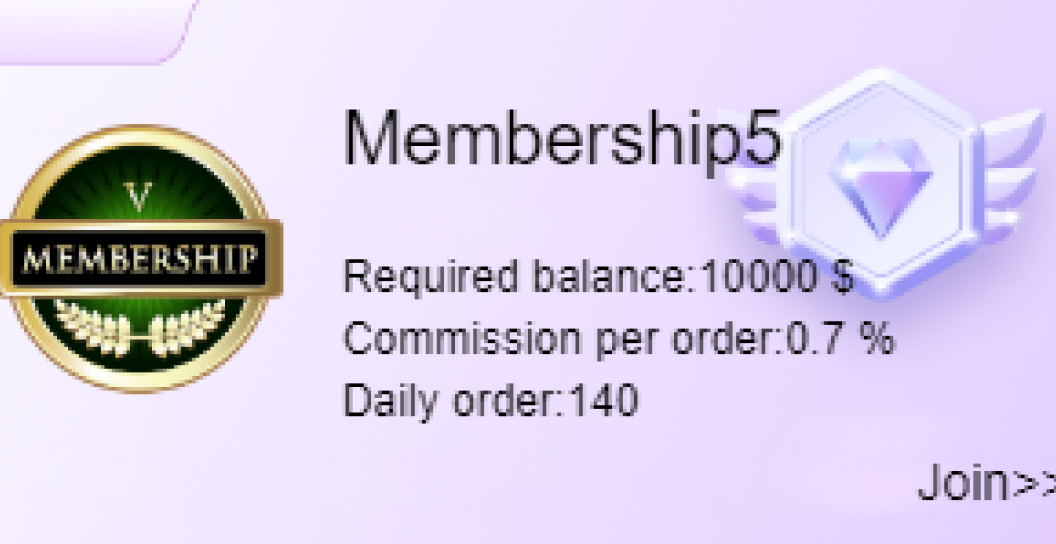 V
MEMBERSHIP
Membership5
Required balance:10000 $
Commission per order:0.7 %
Daily order:140
Join>>